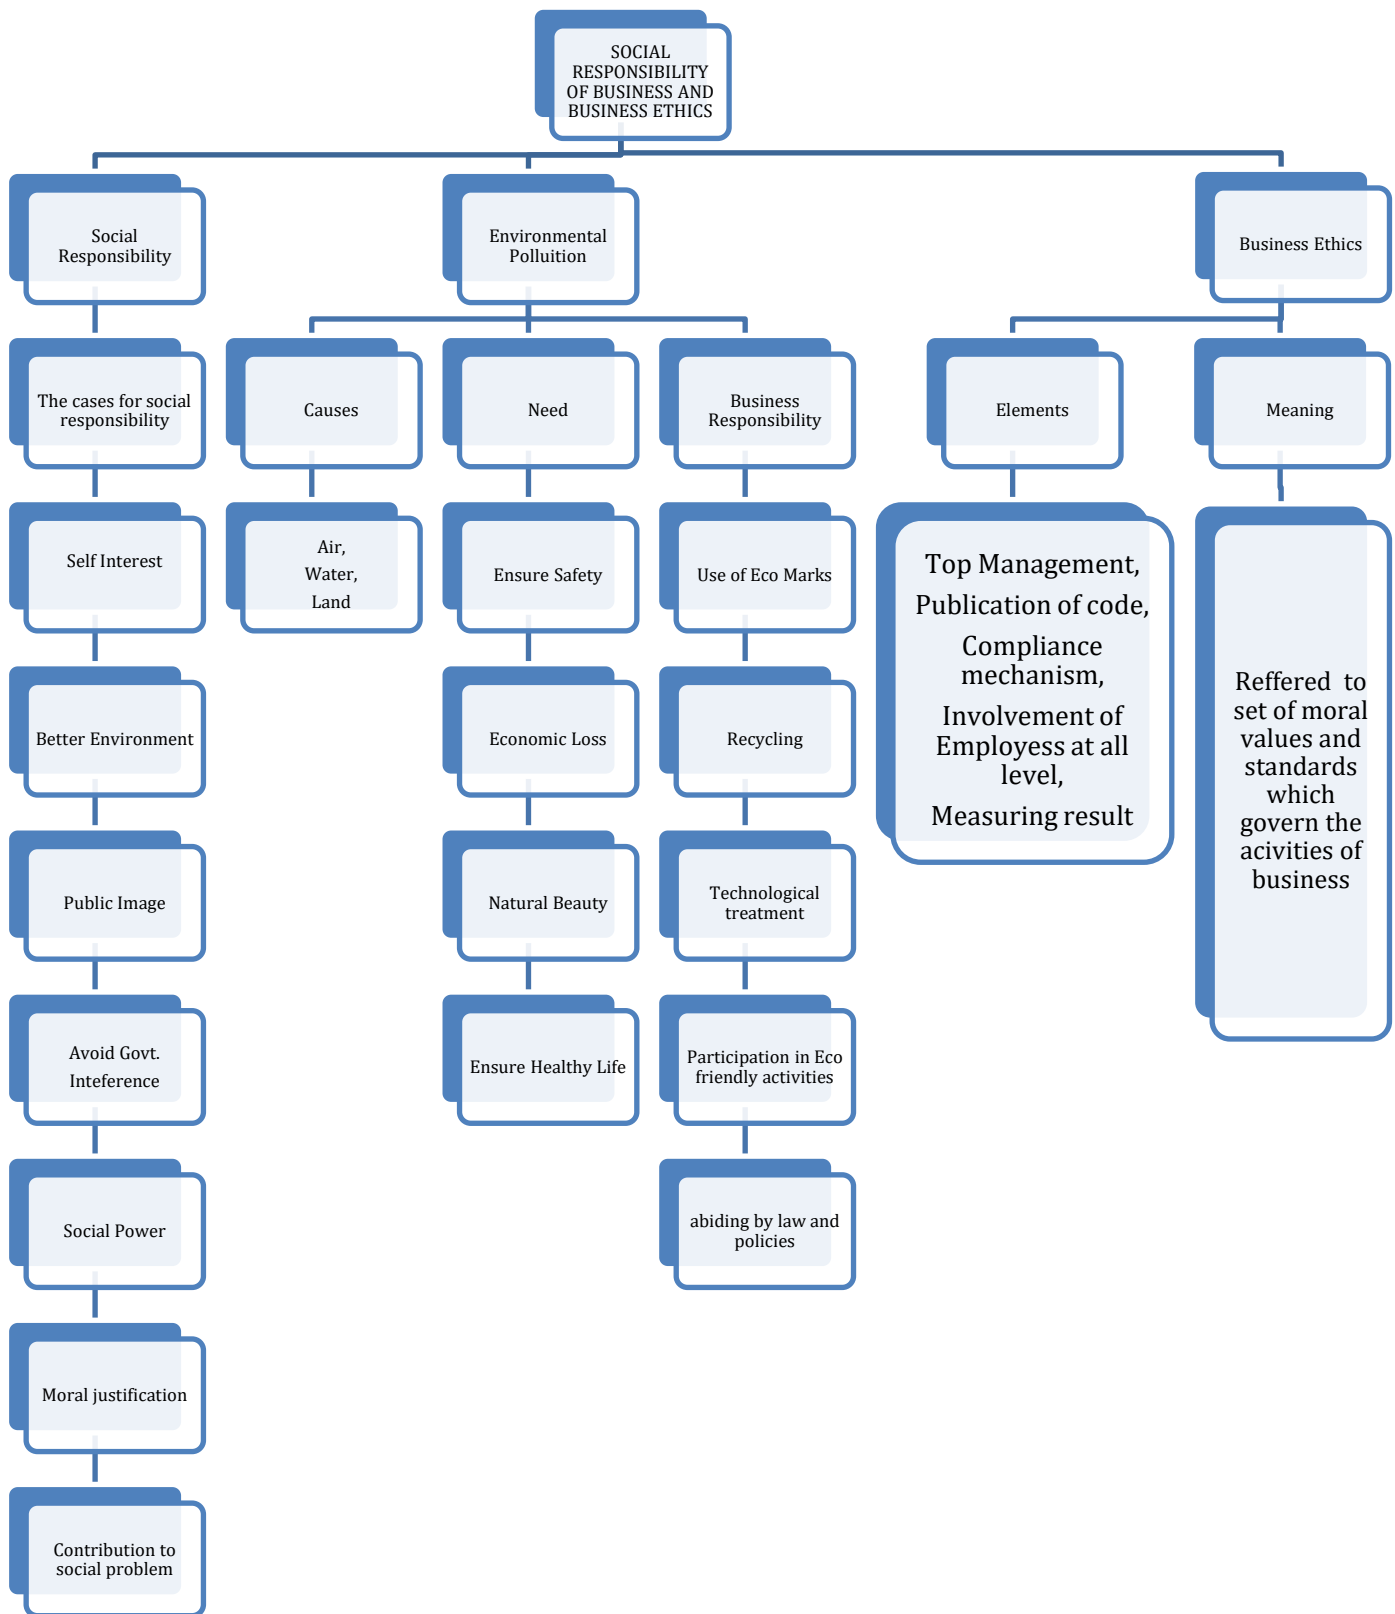 SOCIAL
RESPONSIBILITY
OF BUSINESS AND
BUSINESS ETHICS
Social
Responsibility
Environmental
Polluition
Business Ethics
The cases for social
responsibility
Causes
Need
Business
Responsibility
Elements
Meaning
Self Interest
Air,
Water,
Land
Ensure Safety
Use of Eco Marks
Top Management,
Publication of code,
Compliance
mechanism,
Involvement of
Employess at all
level,
Measuring result
Reffered to
set of moral
values and
standards
which
govern the
acivities of
business
Better Environment
Economic Loss
Recycling
Public Image
Natural Beauty
Technological
treatment
Avoid Govt.
Inteference
Ensure Healthy Life
Participation in Eco
friendly activities
Social Power
abiding by law and
policies
Moral justification
Contribution to
social problem